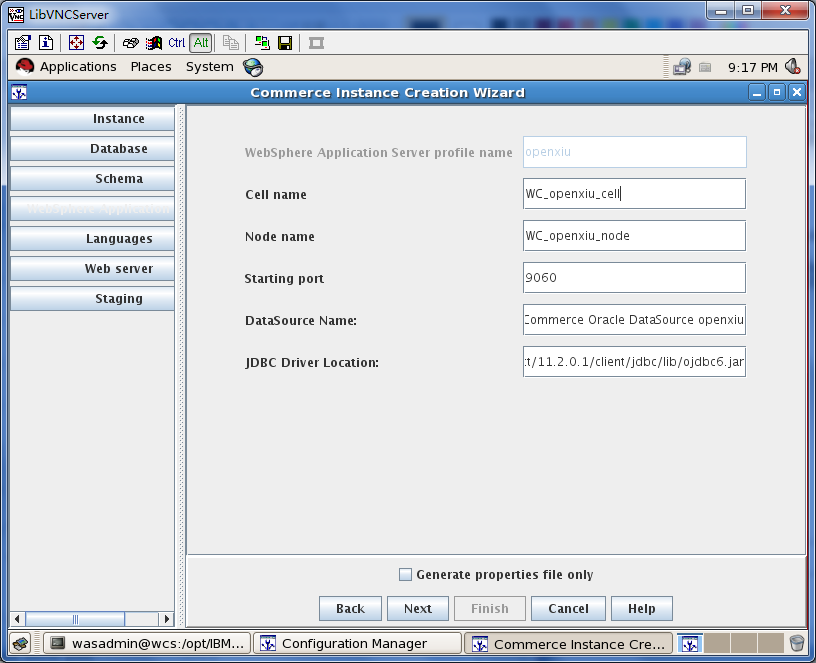 LibVNCServer
Ctrl Alt
Applications Places System 9:17 PM
Commerce Instance Creation Wizard
Instance
Database
Schema
WebSphere Application
Languages
Web server
Staging
WebSphere Application Server profile name openxiu
Cell name WC_openxiu_cell
Node name WC_openxiu_node
Starting port 9060
DataSource Name: Commerce Oracle DataSource openxiu
JDBC Driver Location: :t/11.2.0.1/client/jdbc/lib/ojdbc6.jar
Generate properties file only
Back Next Finish Cancel Help
wasadmin@wcs:/opt/IBM... Configuration Manager Commerce Instance Cre...